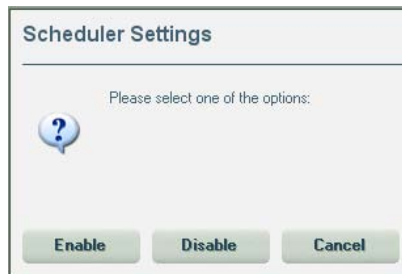 Scheduler Settings
Please select one of the options:
?
Enable Disable Cancel